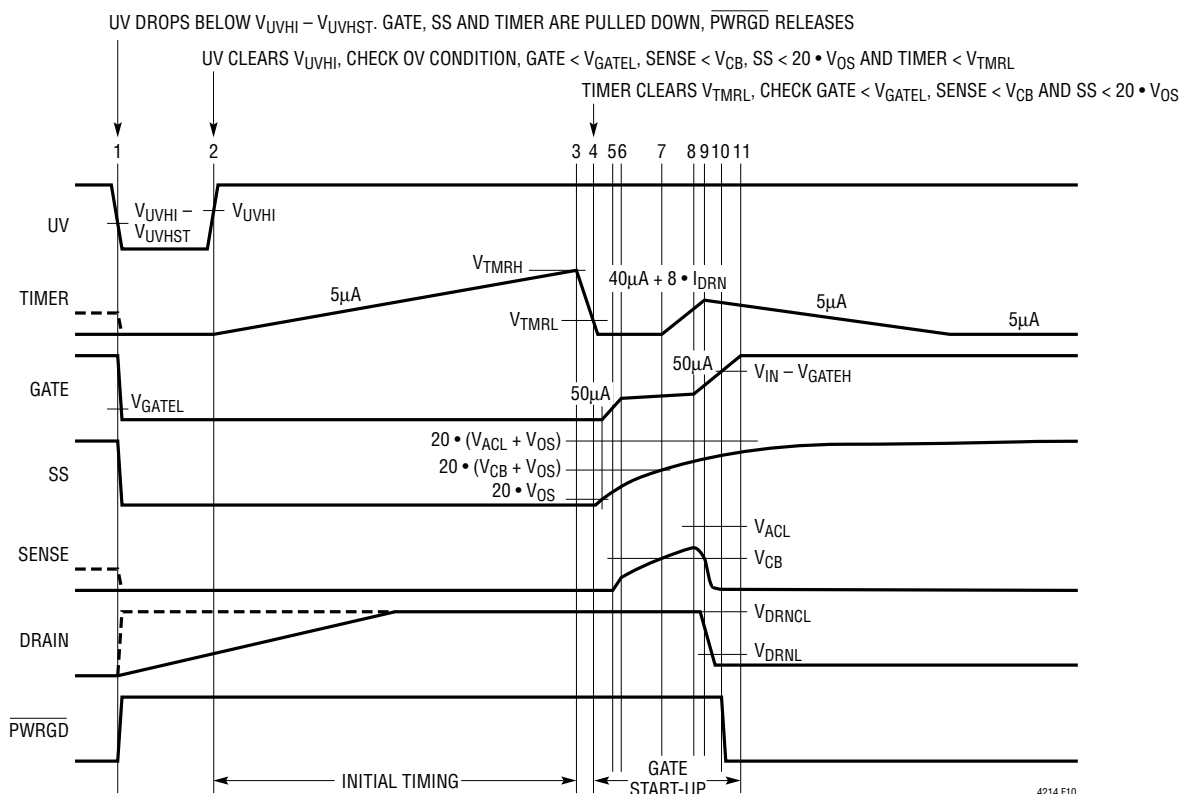 UV DROPS BELOW VUVHI – VUVHST. GATE, SS AND TIMER ARE PULLED DOWN, PWRGD RELEASES
UV CLEARS VUVHI, CHECK OV CONDITION, GATE < VGATEL, SENSE < VCB, SS < 20 • VOS AND TIMER < VTMRL
TIMER CLEARS VTMRL, CHECK GATE < VGATEL, SENSE < VCB AND SS < 20 • VOS
1 2 3 4 5 6 7 8 9 10 11
UV
VUVHI –
VUVHST
VUVHI
TIMER
5µA
VTMRH
VTMRL
40µA + 8 • IDRN
5µA
5µA
GATE
VGATEL
50µA
50µA
VIN – VGATEH
SS
20 • (VACL + VOS)
20 • (VCB + VOS)
20 • VOS
SENSE
VACL
VCB
DRAIN
VDRNCL
VDRNL
PWRGD
INITIAL TIMING
GATE
START-UP
4214 F10